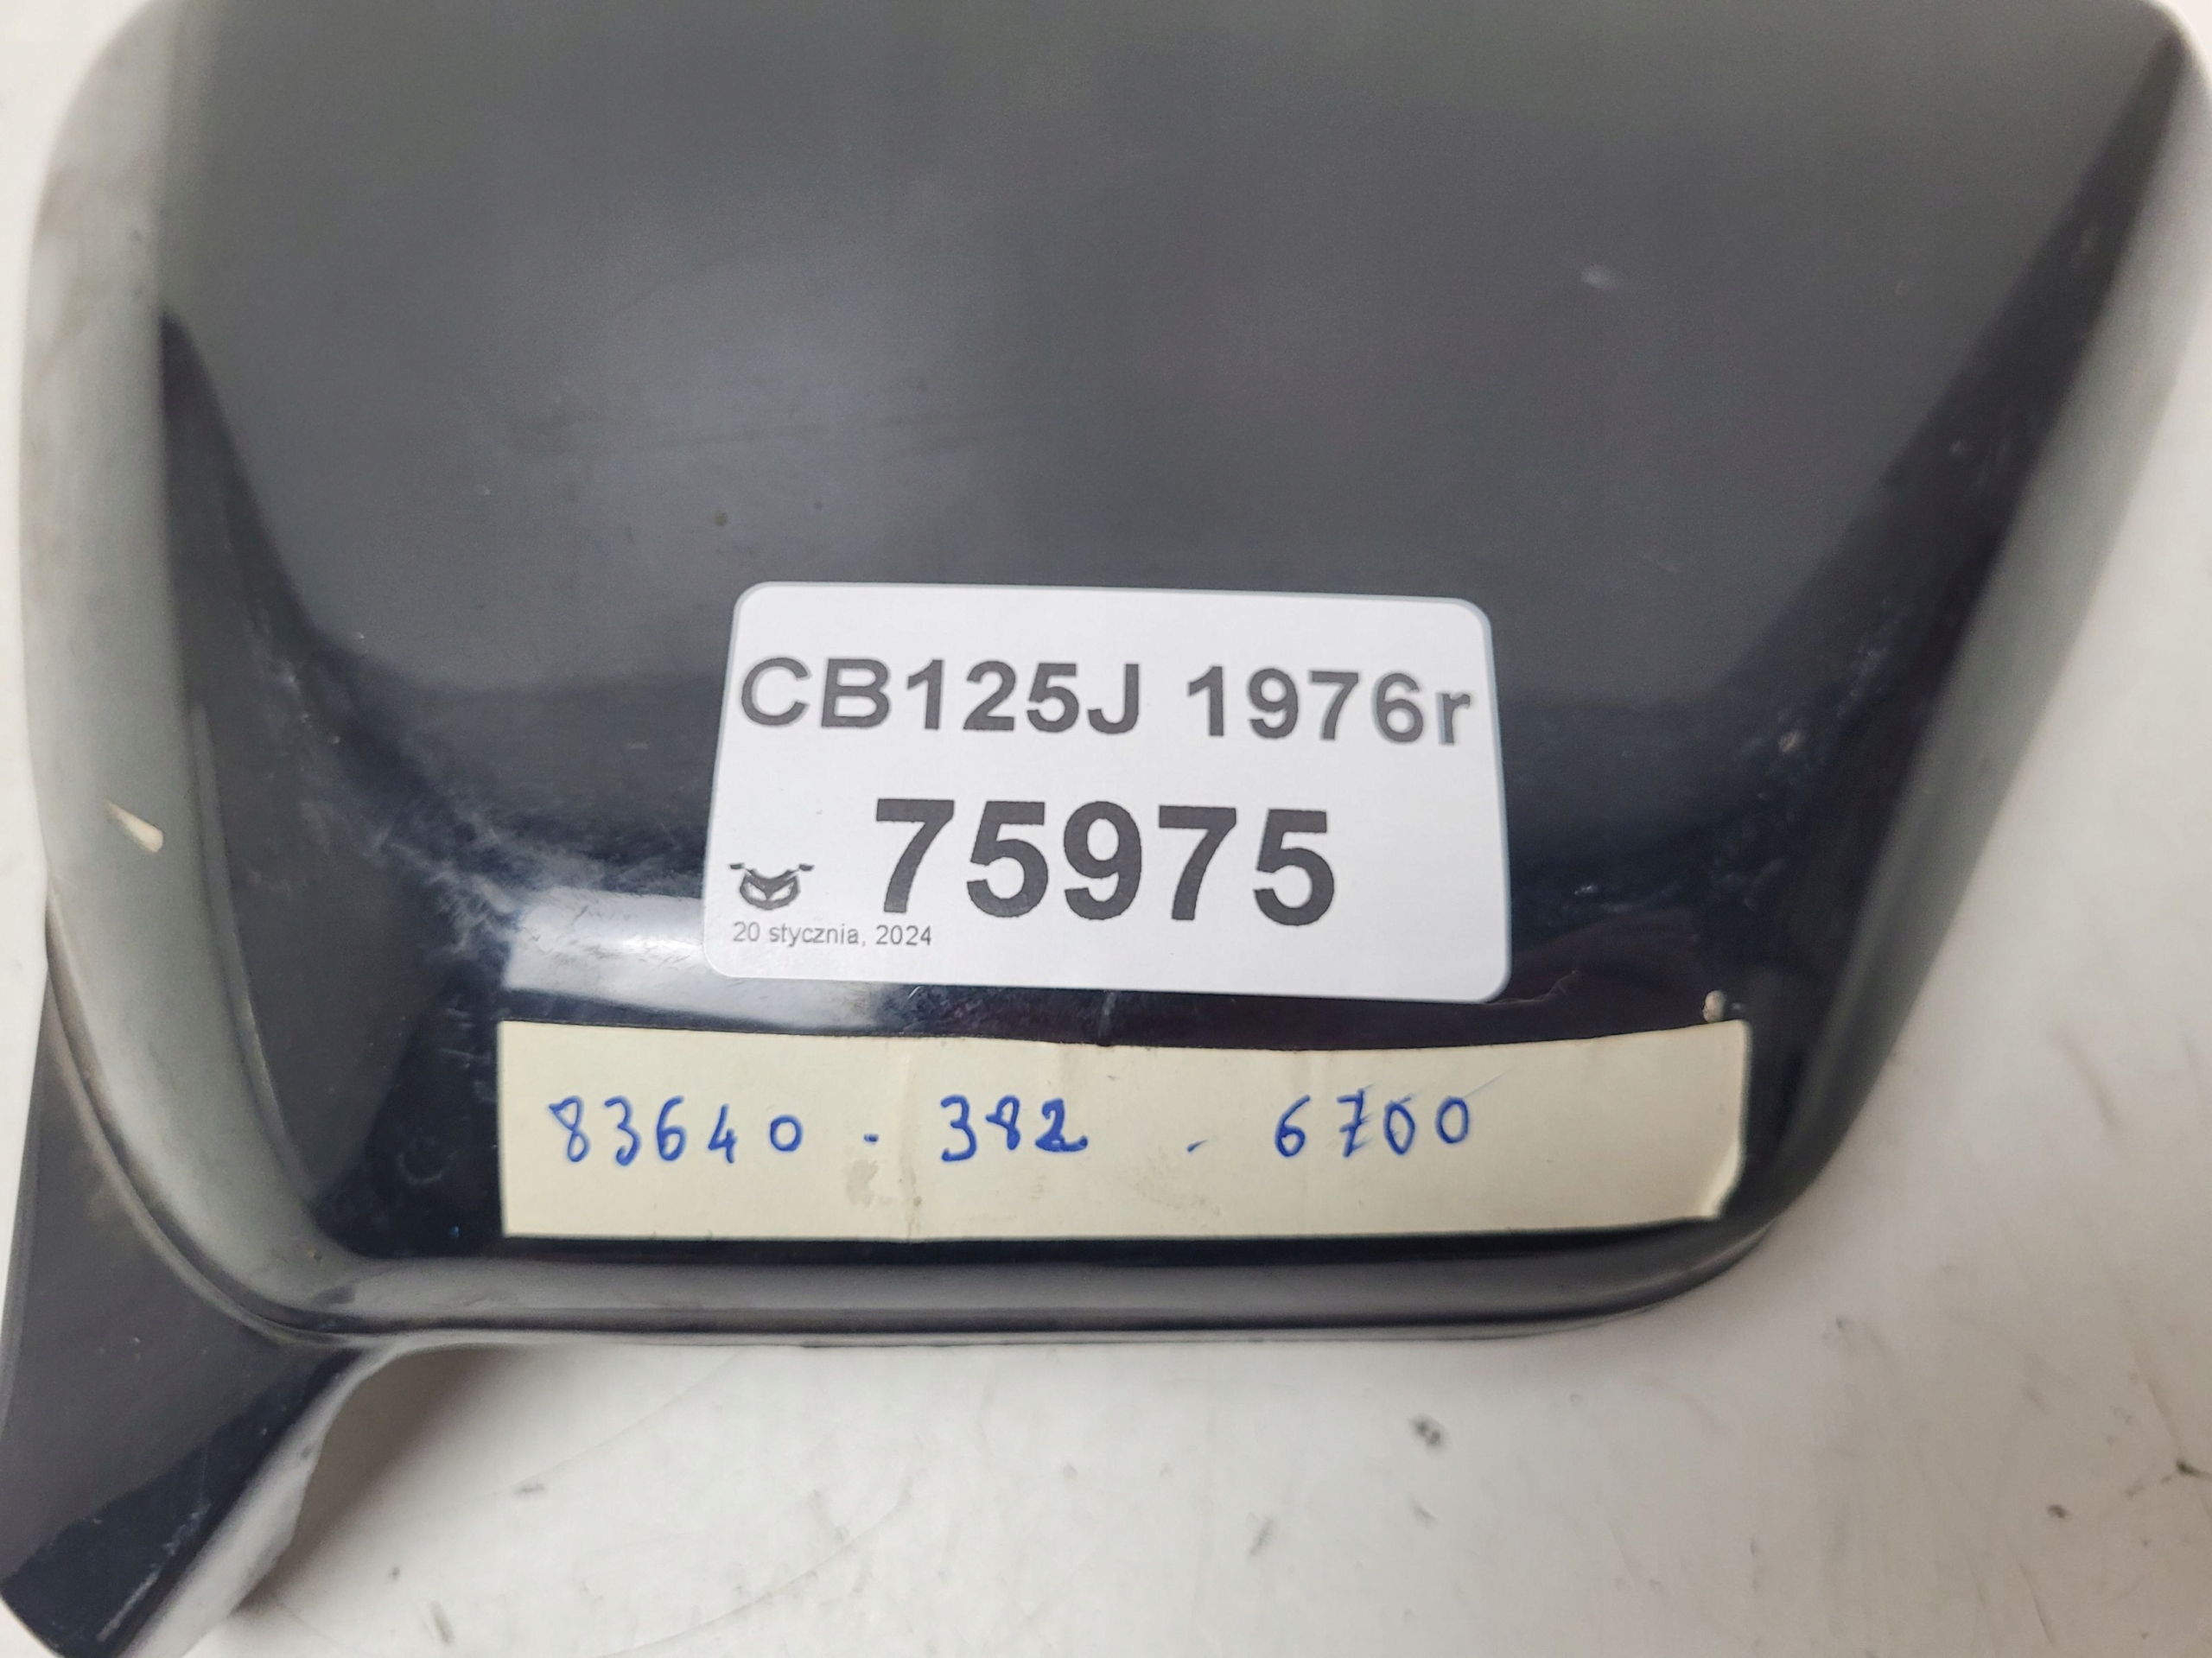 CB125J 1976r
75975
20 stycznia, 2024
83640 - 382 - 6700